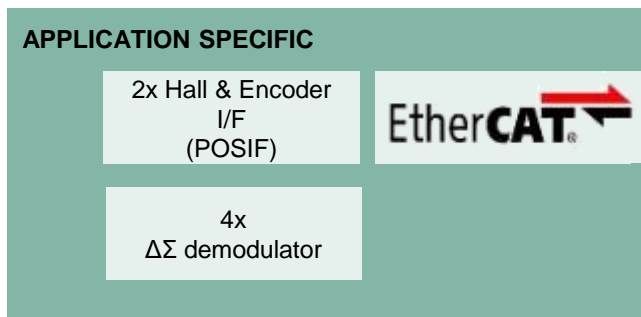 APPLICATION SPECIFIC
2x Hall & Encoder
I/F
(POSIF)
EtherCAT®
4x
ΔΣ demodulator